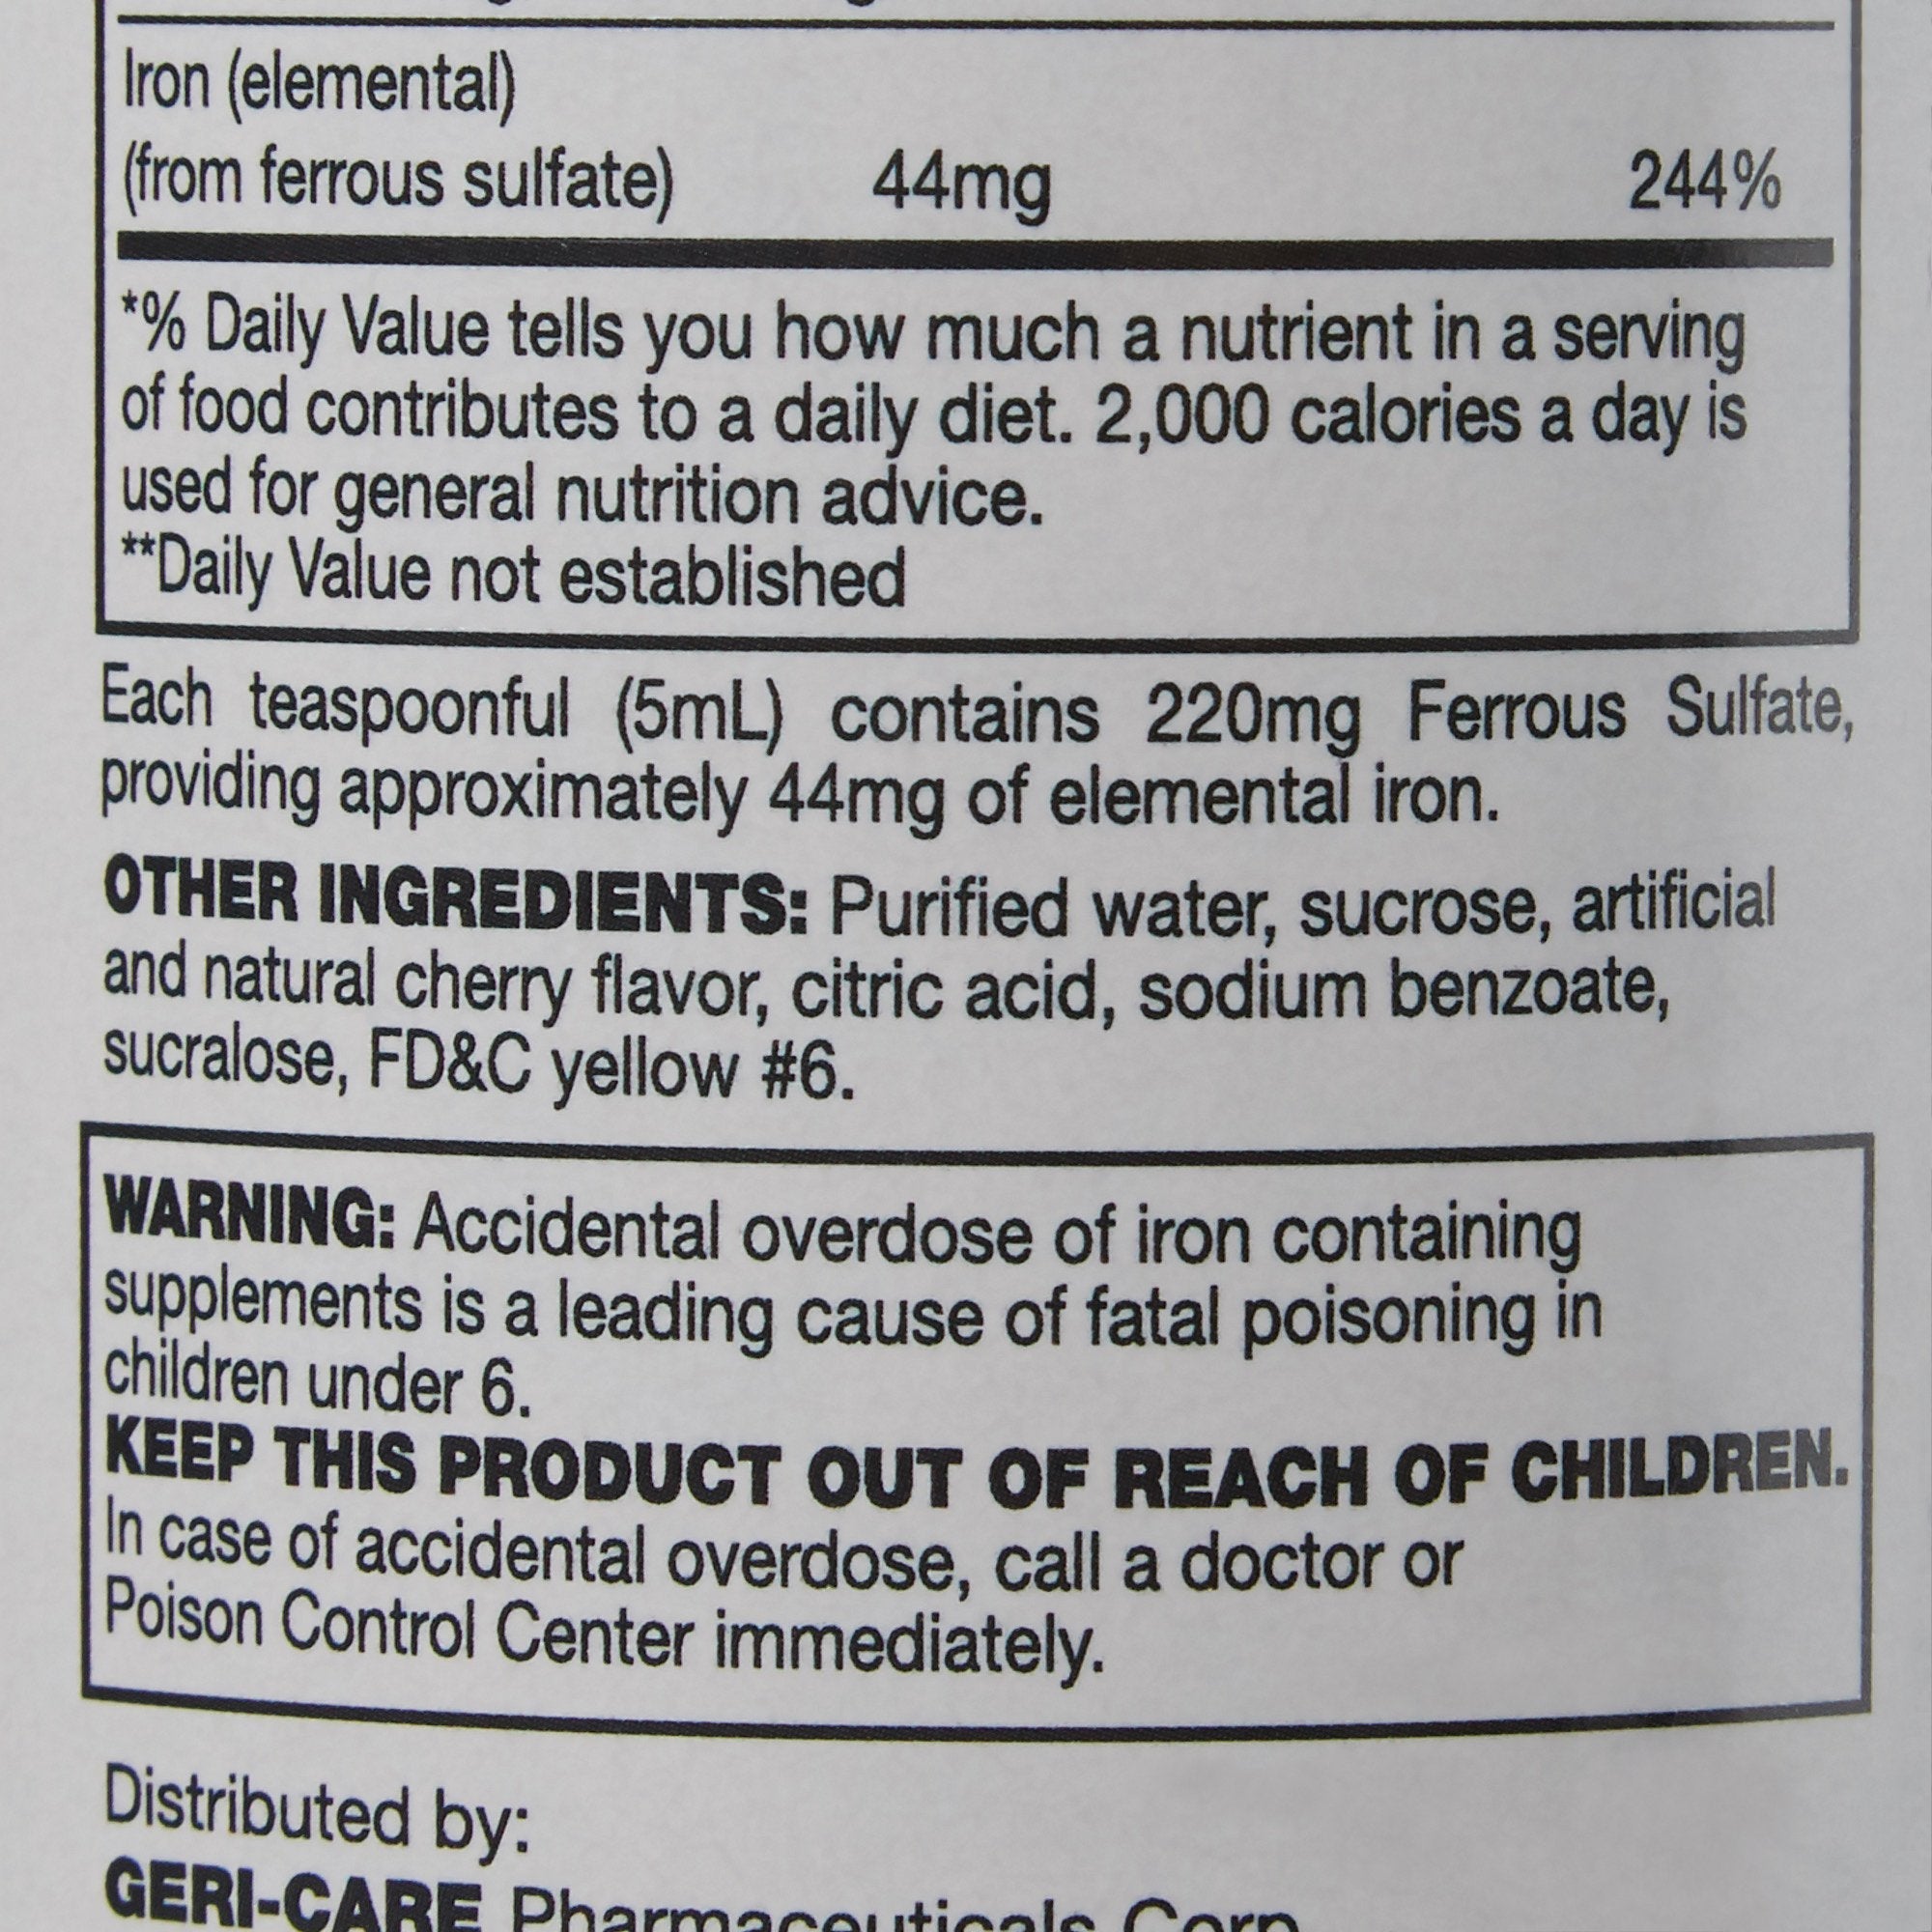 Iron (elemental)
(from ferrous sulfate) 44mg 244%
*% Daily Value tells you how much a nutrient in a serving
of food contributes to a daily diet. 2,000 calories a day is
used for general nutrition advice.
**Daily Value not established
Each teaspoonful (5mL) contains 220mg Ferrous Sulfate,
providing approximately 44mg of elemental iron.
OTHER INGREDIENTS: Purified water, sucrose, artificial
and natural cherry flavor, citric acid, sodium benzoate,
sucralose, FD&C yellow #6.
WARNING: Accidental overdose of iron containing
supplements is a leading cause of fatal poisoning in
children under 6.
KEEP THIS PRODUCT OUT OF REACH OF CHILDREN.
In case of accidental overdose, call a doctor or
Poison Control Center immediately.
Distributed by:
GERI-CARE Pharmaceuticals Corp